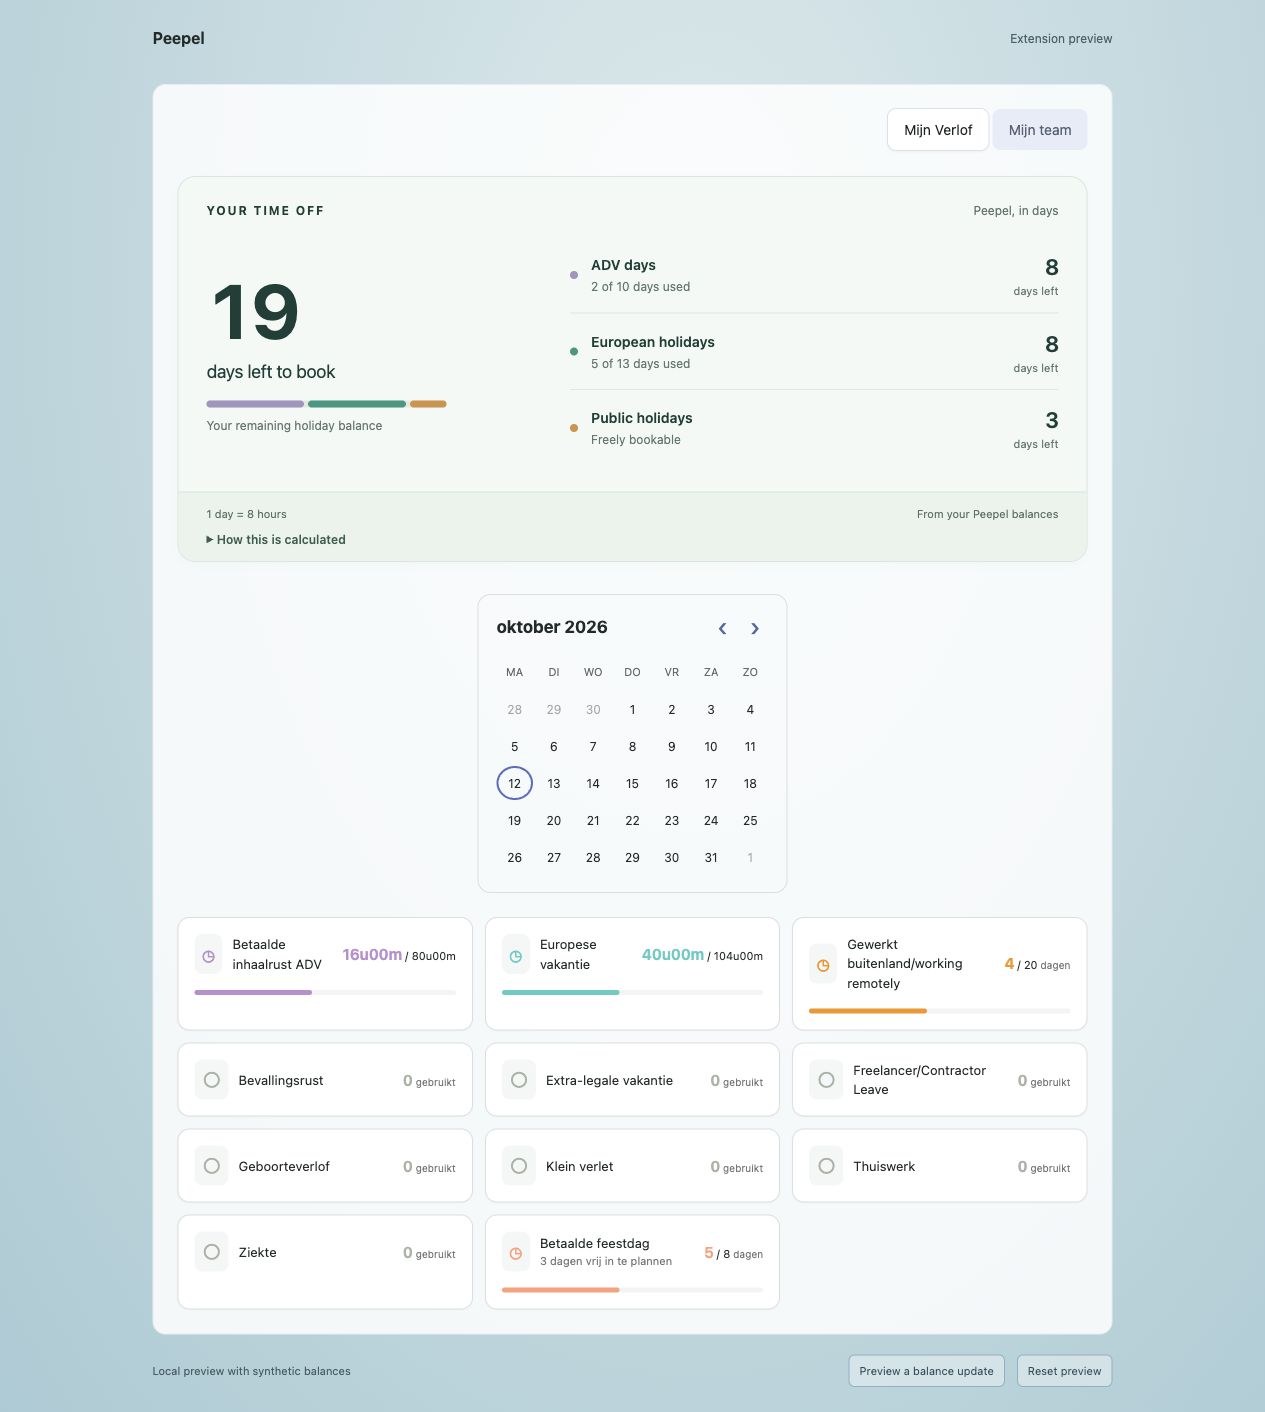 Peepel
Extension preview
Mijn Verlof
Mijn team
YOUR TIME OFF
Peepel, in days
19
days left to book
Your remaining holiday balance
ADV days
2 of 10 days used
8
days left
European holidays
5 of 13 days used
8
days left
Public holidays
Freely bookable
3
days left
1 day = 8 hours
From your Peepel balances
How this is calculated
oktober 2026
MA DI WO DO VR ZA ZO
28 29 30 1 2 3 4
5 6 7 8 9 10 11
12 13 14 15 16 17 18
19 20 21 22 23 24 25
26 27 28 29 30 31 1
Betaalde
inhaalrust ADV
16u00m / 80u00m
Europese
vakantie
40u00m / 104u00m
Gewerkt
buitenland/working
remotely
4 / 20 dagen
Bevallingsrust
0 gebruikt
Extra-legale vakantie
0 gebruikt
Freelancer/Contractor
Leave
0 gebruikt
Geboorteverlof
0 gebruikt
Klein verlet
0 gebruikt
Thuiswerk
0 gebruikt
Ziekte
0 gebruikt
Betaalde feestdag
3 dagen vrij in te plannen
5 / 8 dagen
Local preview with synthetic balances
Preview a balance update
Reset preview